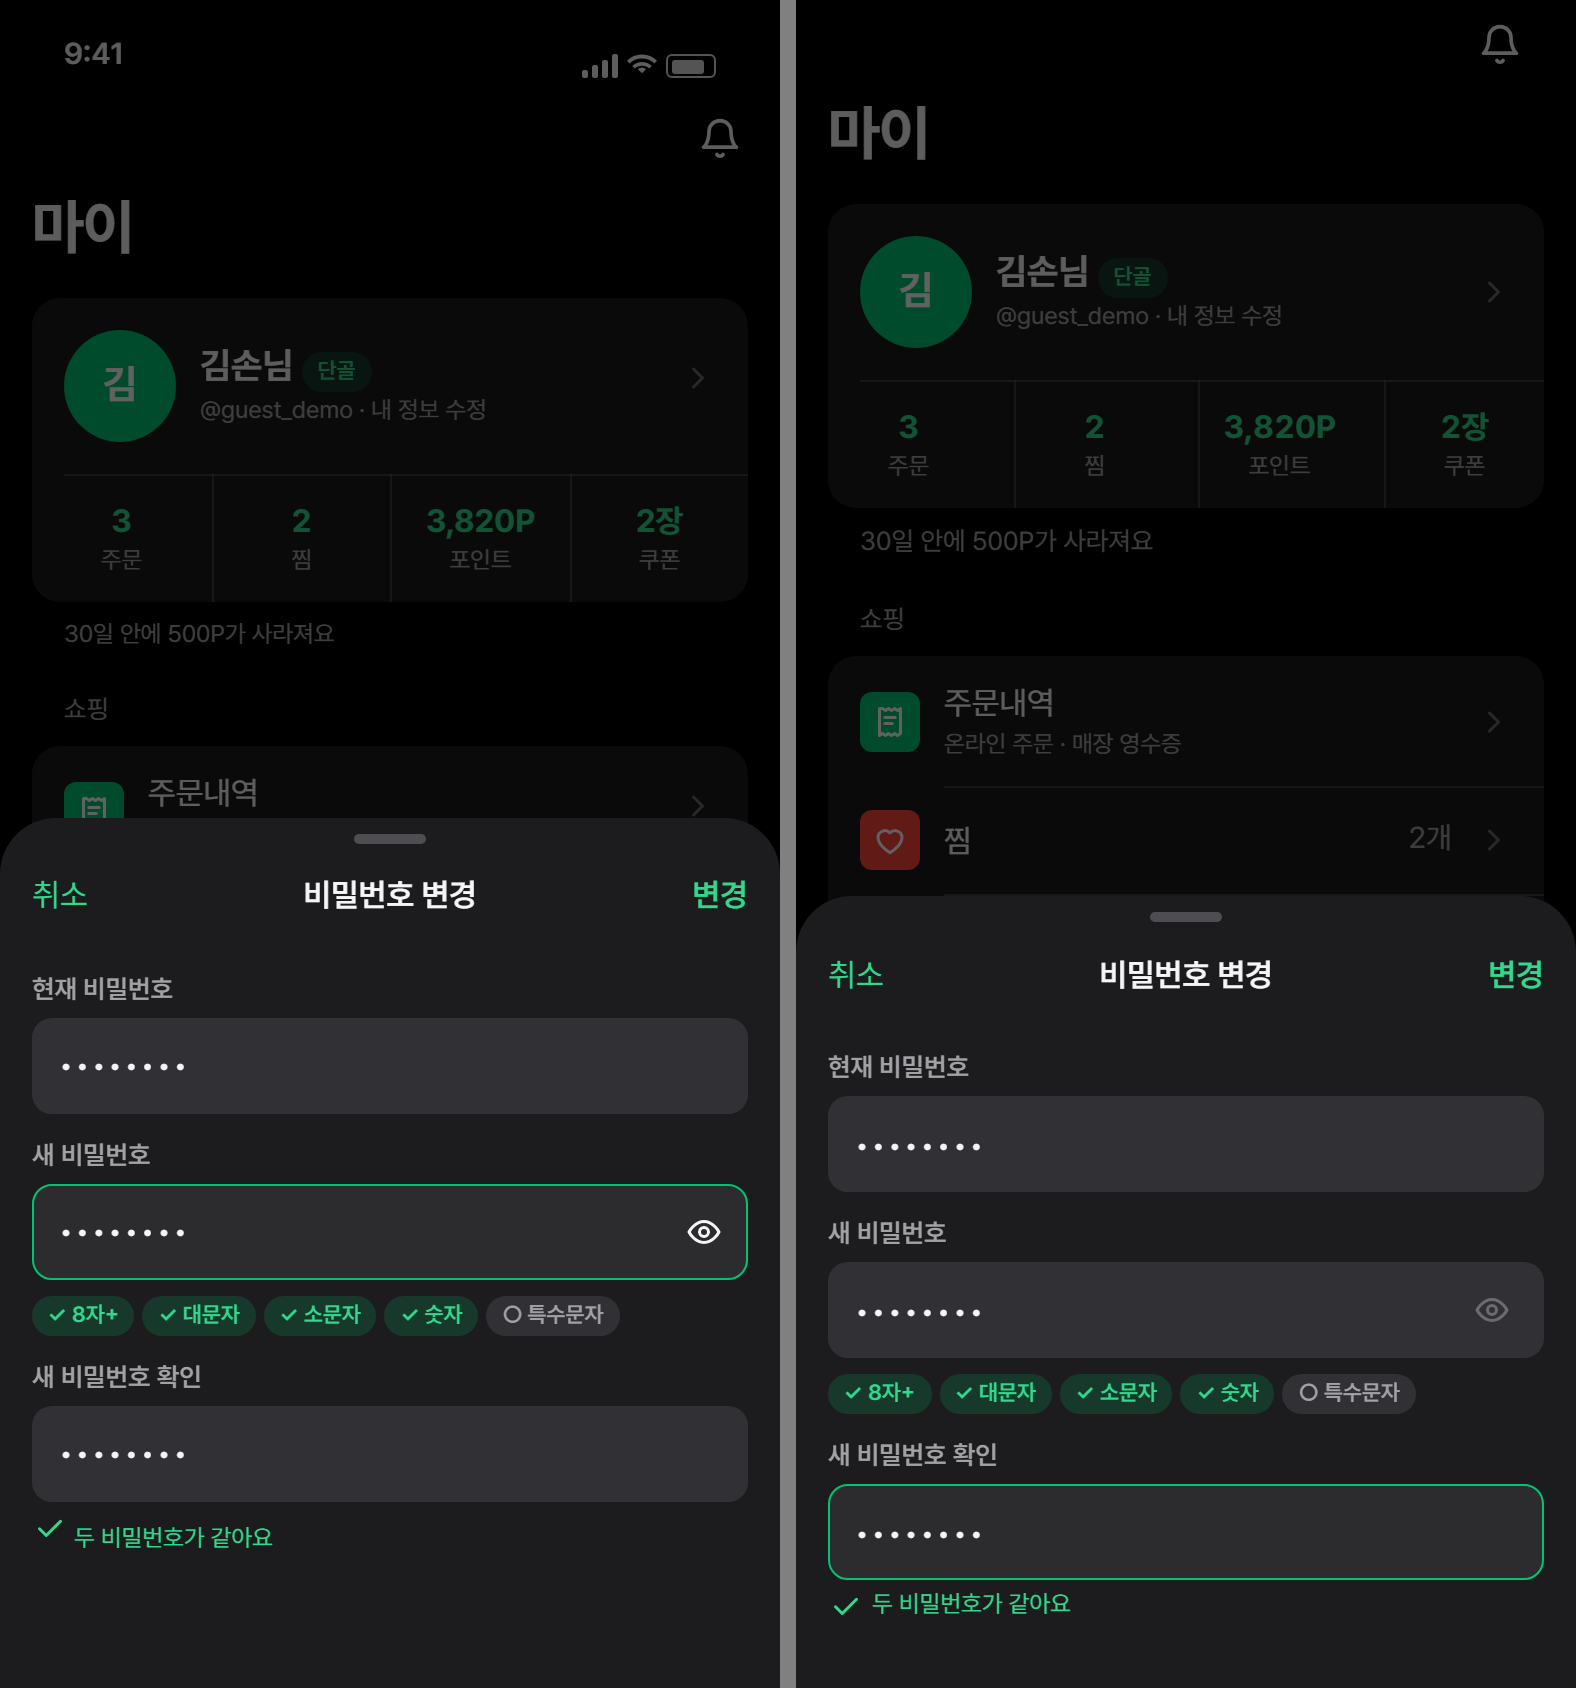 9:41
마이
김
김손님 단골
@guest_demo · 내 정보 수정
3
주문
2
찜
3,820P
포인트
2장
쿠폰
30일 안에 500P가 사라져요
쇼핑
주문내역
취소
비밀번호 변경
변경
현재 비밀번호
새 비밀번호
8자+
대문자
소문자
숫자
특수문자
새 비밀번호 확인
두 비밀번호가 같아요
마이
김
김손님 단골
@guest_demo · 내 정보 수정
3
주문
2
찜
3,820P
포인트
2장
쿠폰
30일 안에 500P가 사라져요
쇼핑
주문내역
온라인 주문 · 매장 영수증
찜
2개
취소
비밀번호 변경
변경
현재 비밀번호
새 비밀번호
8자+
대문자
소문자
숫자
특수문자
새 비밀번호 확인
두 비밀번호가 같아요